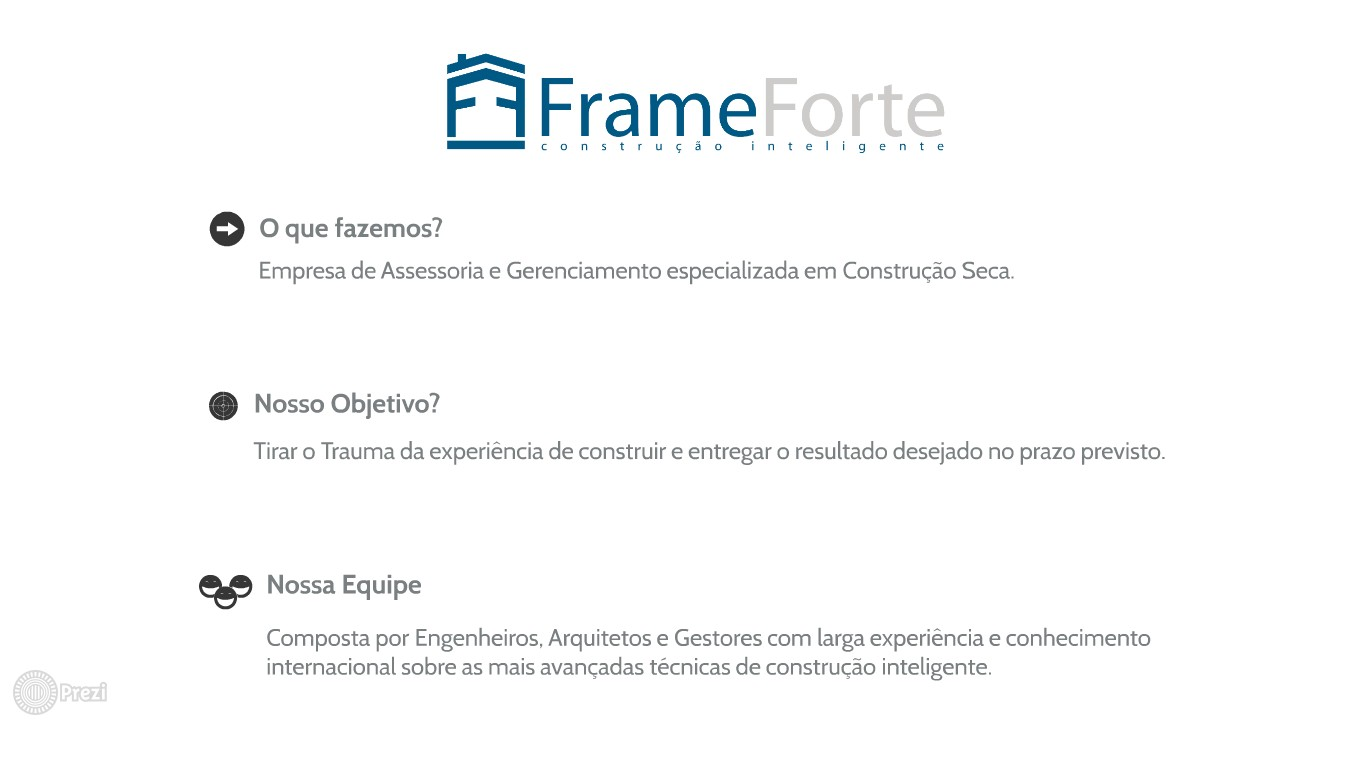 FrameForte
construção inteligente
O que fazemos?
Empresa de Assessoria e Gerenciamento especializada em Construção Seca.
Nosso Objetivo?
Tirar o Trauma da experiência de construir e entregar o resultado desejado no prazo previsto.
Nossa Equipe
Composta por Engenheiros, Arquitetos e Gestores com larga experiência e conhecimento
internacional sobre as mais avançadas técnicas de construção inteligente.
Prezi